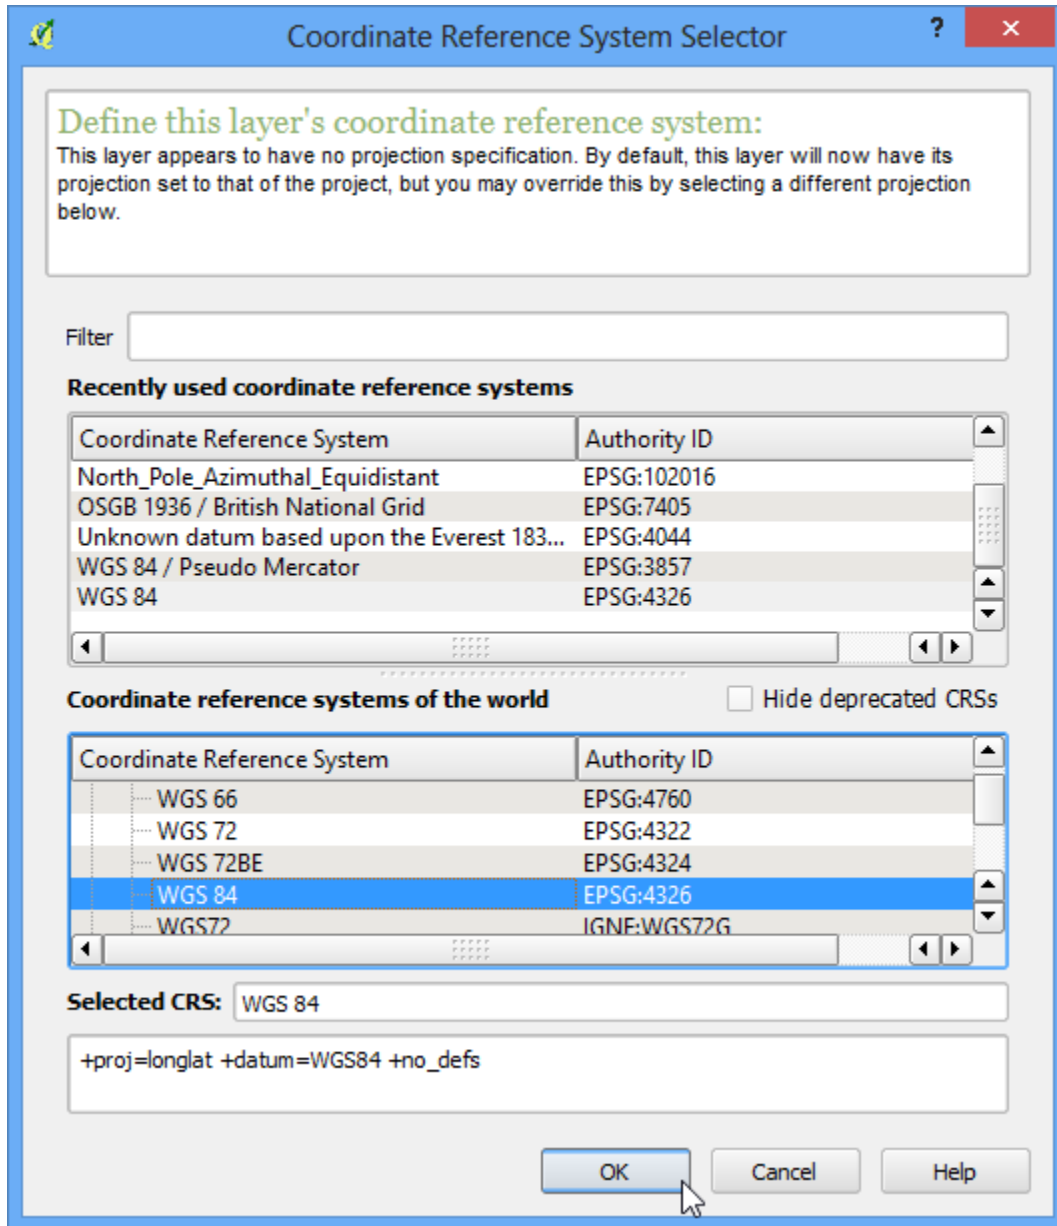 Coordinate Reference System Selector
?
×
Define this layer's coordinate reference system:
This layer appears to have no projection specification. By default, this layer will now have its
projection set to that of the project, but you may override this by selecting a different projection
below.
Filter
Recently used coordinate reference systems
Coordinate Reference System Authority ID
North_Pole_Azimuthal_Equidistant EPSG:102016
OSGB 1936 / British National Grid EPSG:7405
Unknown datum based upon the Everest 183... EPSG:4044
WGS 84 / Pseudo Mercator EPSG:3857
WGS 84 EPSG:4326
Coordinate reference systems of the world Hide deprecated CRSs
Coordinate Reference System Authority ID
WGS 66 EPSG:4760
WGS 72 EPSG:4322
WGS 72BE EPSG:4324
WGS 84 EPSG:4326
WGS72 IGNF:WGS72G
Selected CRS: WGS 84
+proj=longlat +datum=WGS84 +no_defs
OK Cancel Help